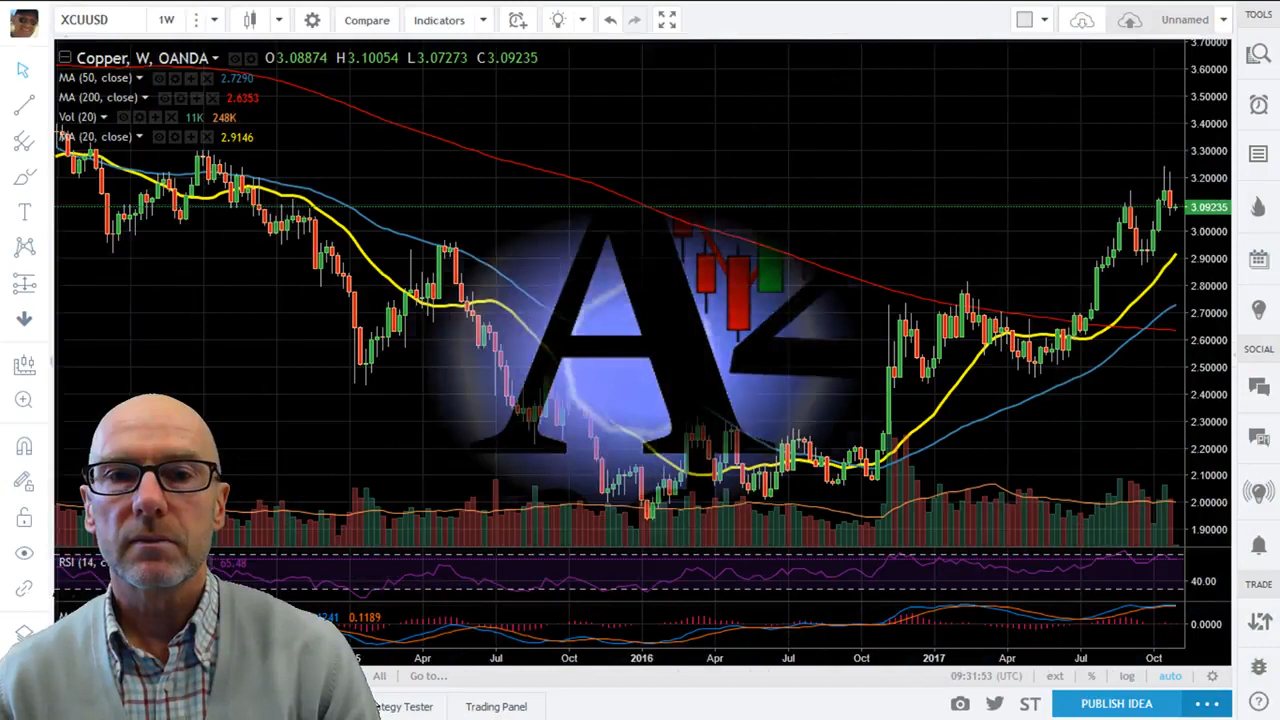 XCUUSD 1W Compare Indicators Unnamed TOOLS
Copper, W, OANDA O3.08874 H3.10054 L3.07273 C3.09235
MA (50, close) 2.7290
MA (200, close) 2.6353
Vol (20) 11K 248K
MA (20, close) 2.9146
3.70000
3.60000
3.50000
3.40000
3.30000
3.20000
3.09235
3.00000
2.90000
2.80000
2.70000
2.60000
2.50000
2.40000
2.30000
2.20000
2.10000
2.00000
1.90000
A
SOCIAL
RSI (14, 65.48
40.00
TRADE
0.1189
0.0000
Apr Jul Oct 2016 Apr Jul Oct 2017 Apr Jul Oct
All Go to... 09:31:53 (UTC) ext % log auto
tegy Tester Trading Panel ST PUBLISH IDEA